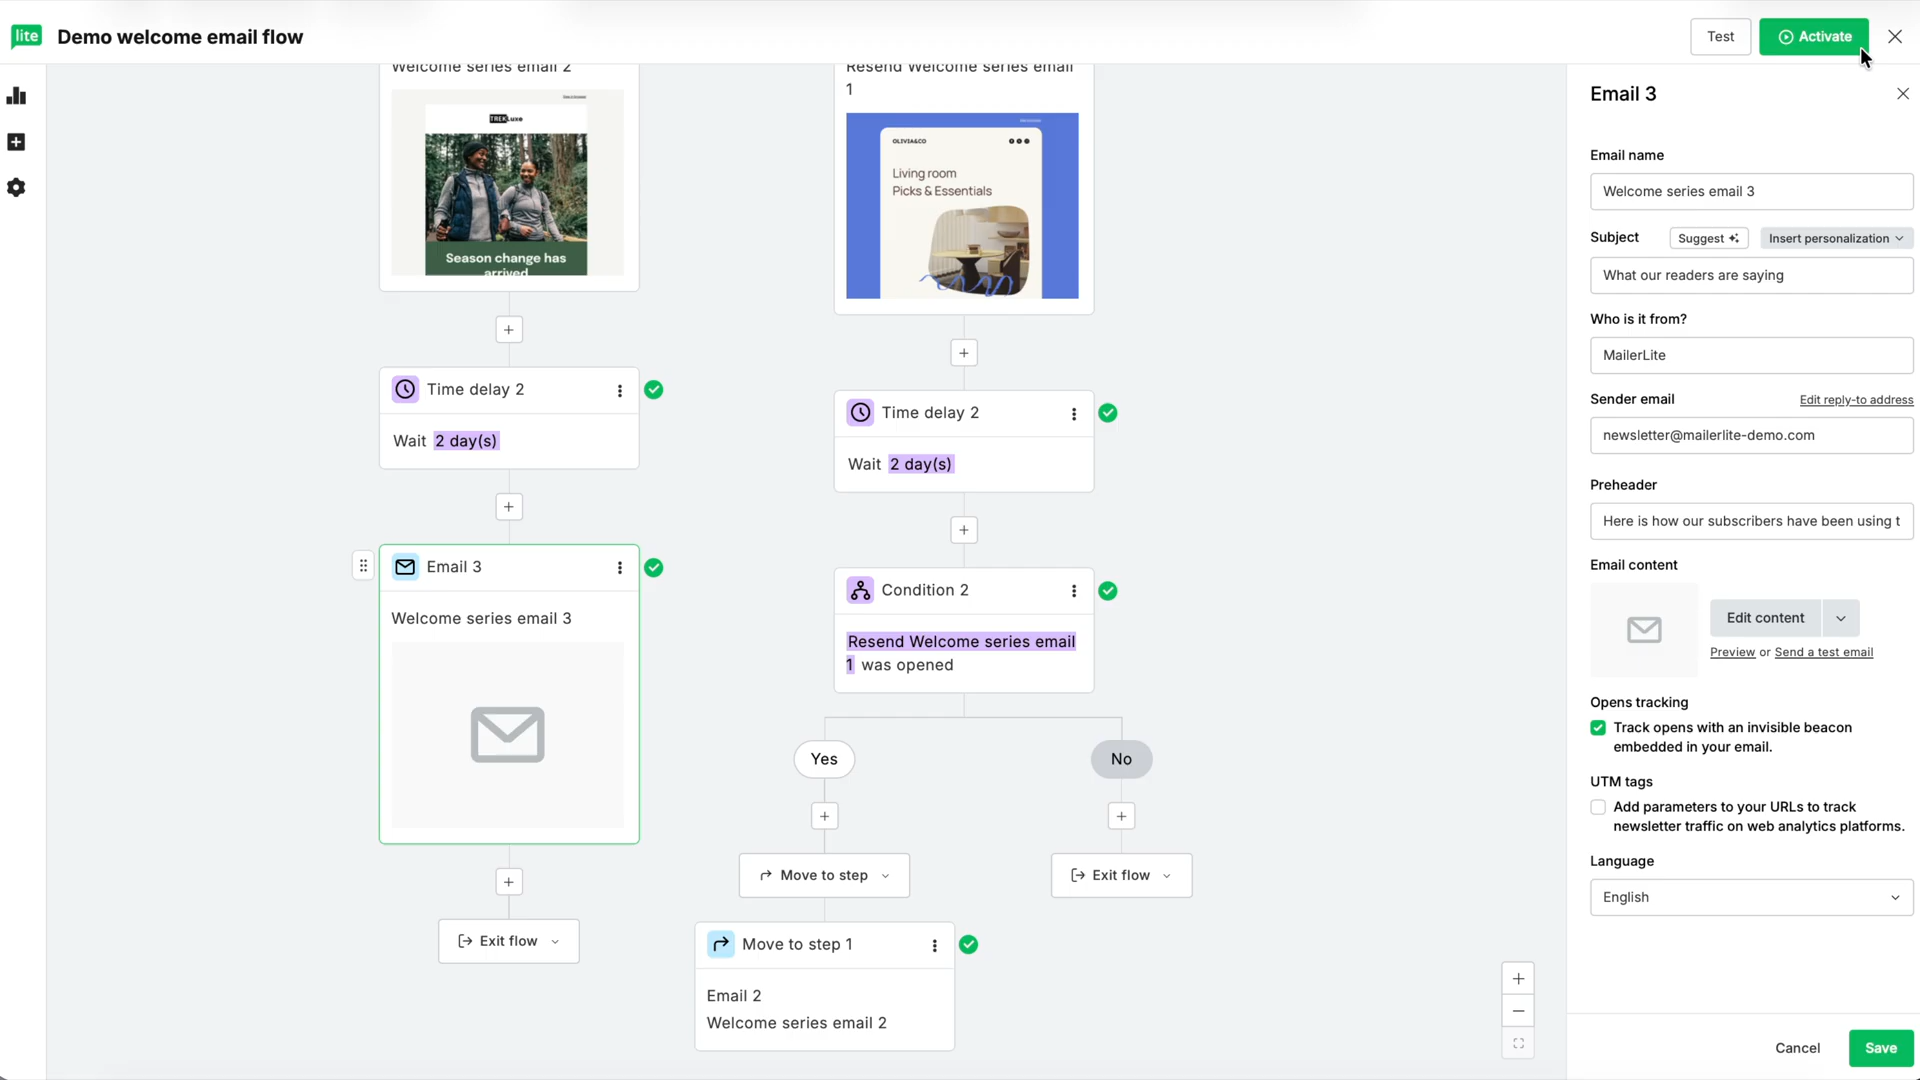 lite
Demo welcome email flow
Test
Activate
Welcome series email 2
TREKLuxe
Season change has
arrived
Time delay 2
Wait 2 day(s)
Email 3
Welcome series email 3
Exit flow
Resend Welcome series email
1
OLIVIA&CO
Living room
Picks & Essentials
Time delay 2
Wait 2 day(s)
Condition 2
Resend Welcome series email
1 was opened
Yes
No
Move to step
Exit flow
Move to step 1
Email 2
Welcome series email 2
Email 3
Email name
Welcome series email 3
Subject
Suggest
Insert personalization
What our readers are saying
Who is it from?
MailerLite
Sender email
Edit reply-to address
newsletter@mailerlite-demo.com
Preheader
Here is how our subscribers have been using t
Email content
Edit content
Preview or Send a test email
Opens tracking
Track opens with an invisible beacon
embedded in your email.
UTM tags
Add parameters to your URLs to track
newsletter traffic on web analytics platforms.
Language
English
Cancel
Save